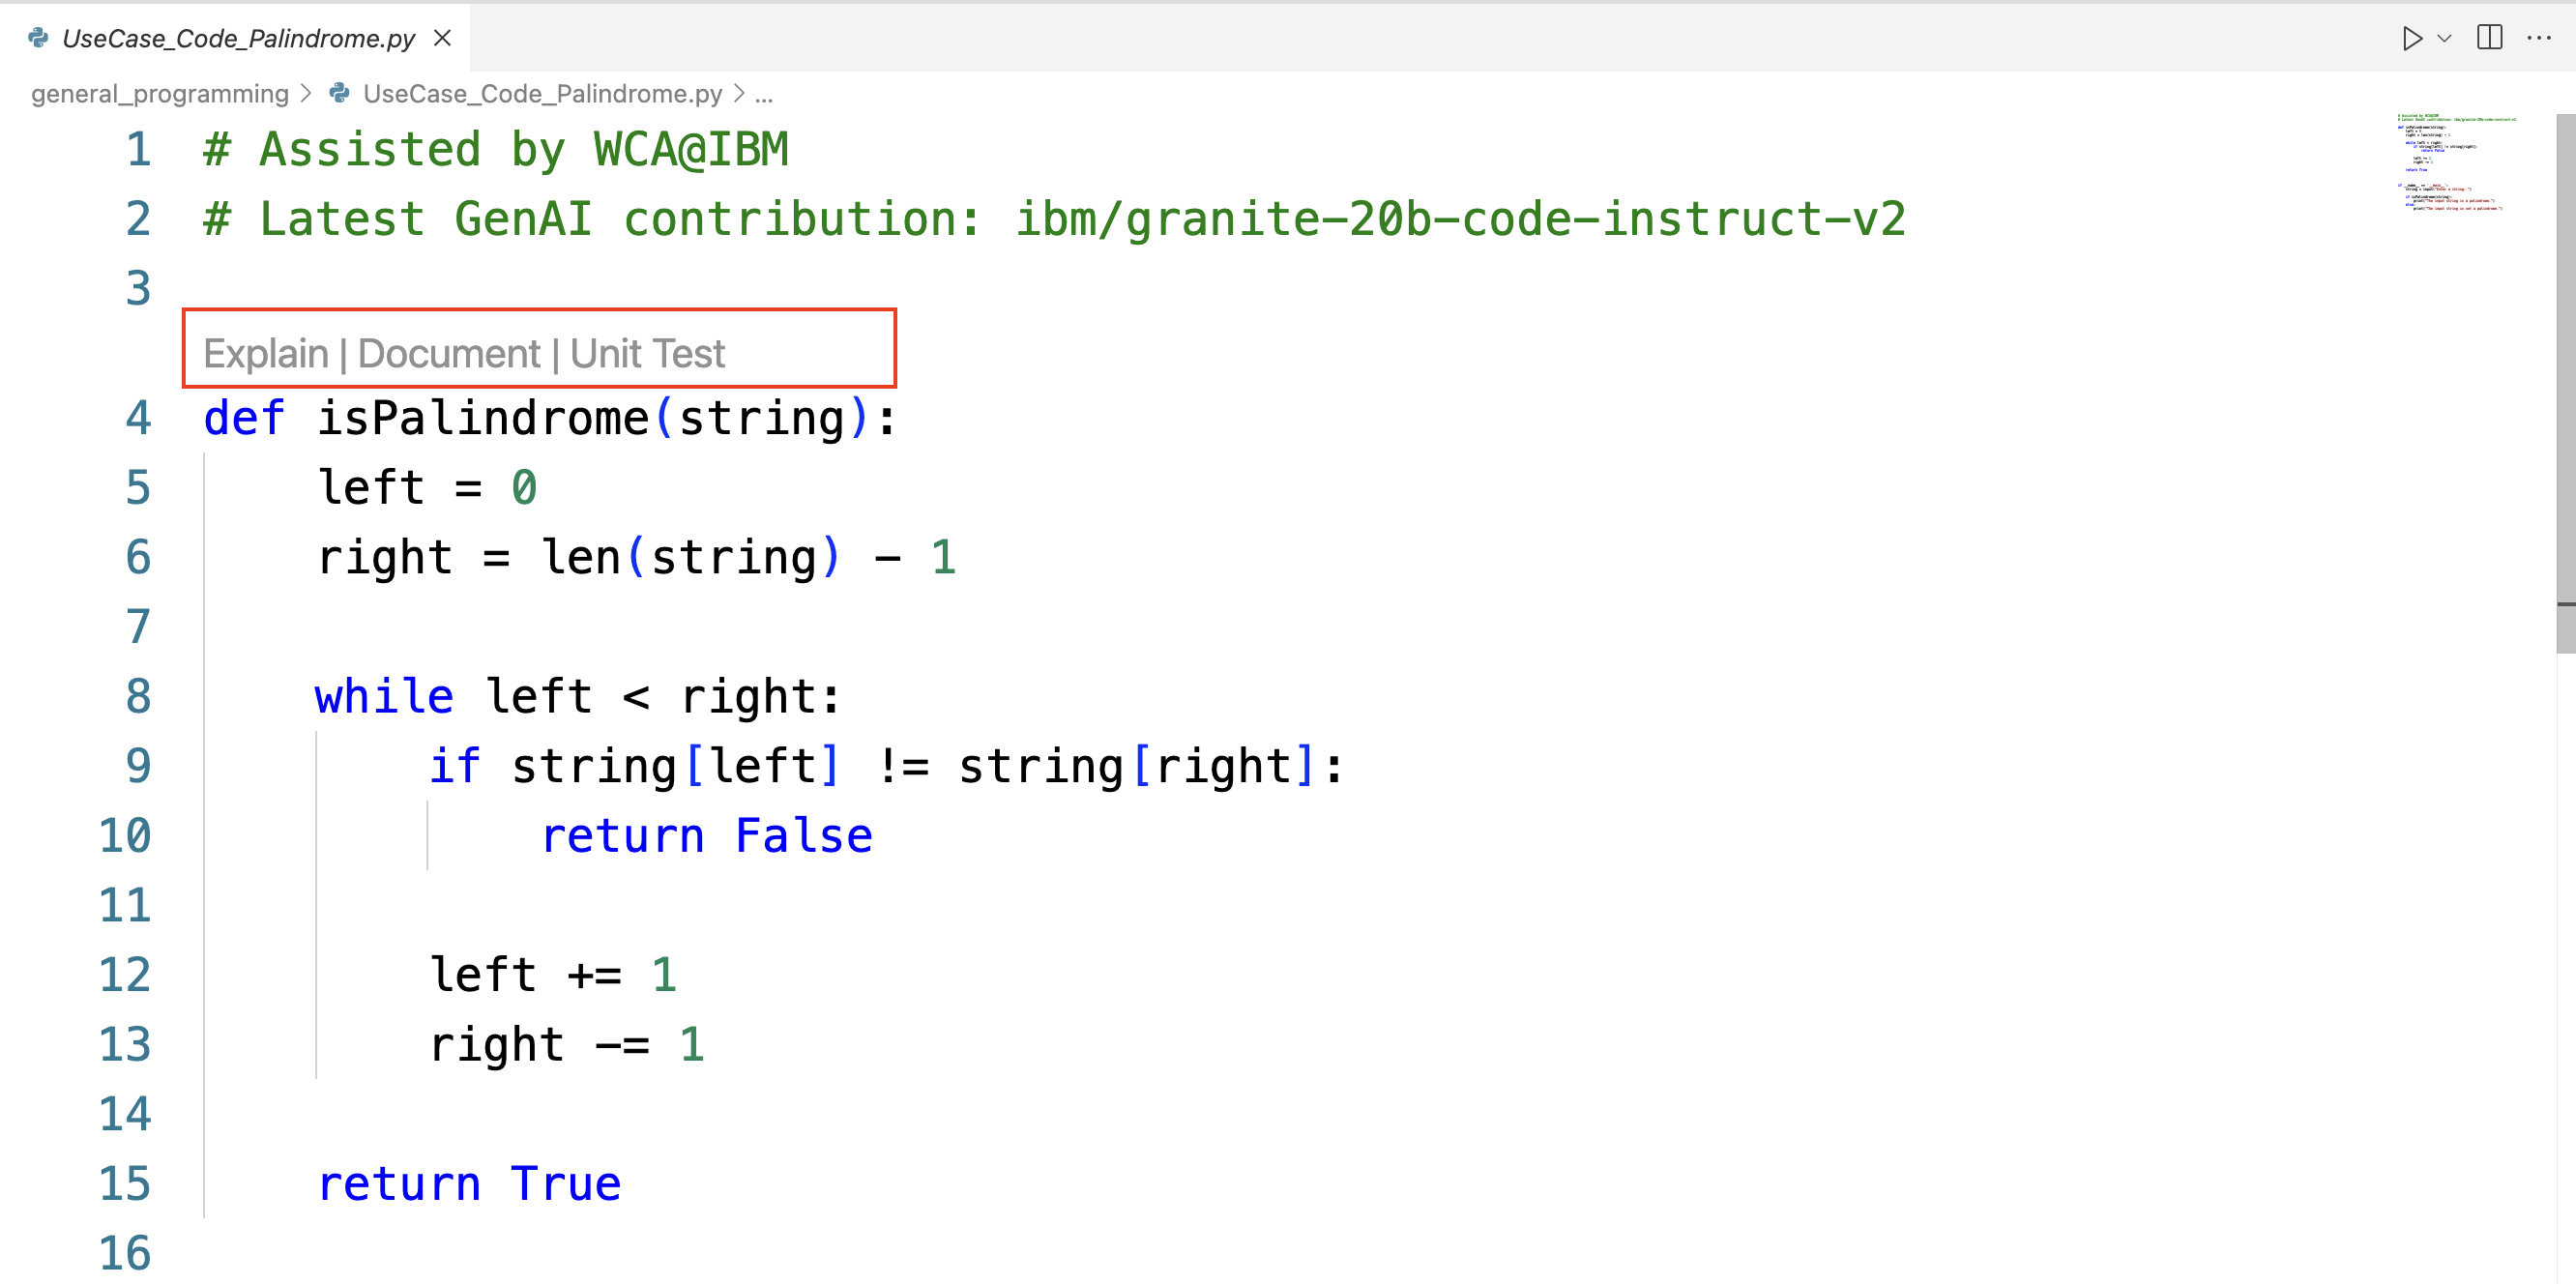 UseCase_Code_Palindrome.py
general_programming > UseCase_Code_Palindrome.py > ...
1 # Assisted by WCA@IBM
2 # Latest GenAI contribution: ibm/granite-20b-code-instruct-v2
3
Explain | Document | Unit Test
4 def isPalindrome(string):
5     left = 0
6     right = len(string) - 1
7
8     while left < right:
9         if string[left] != string[right]:
10             return False
11
12         left += 1
13         right -= 1
14
15     return True
16